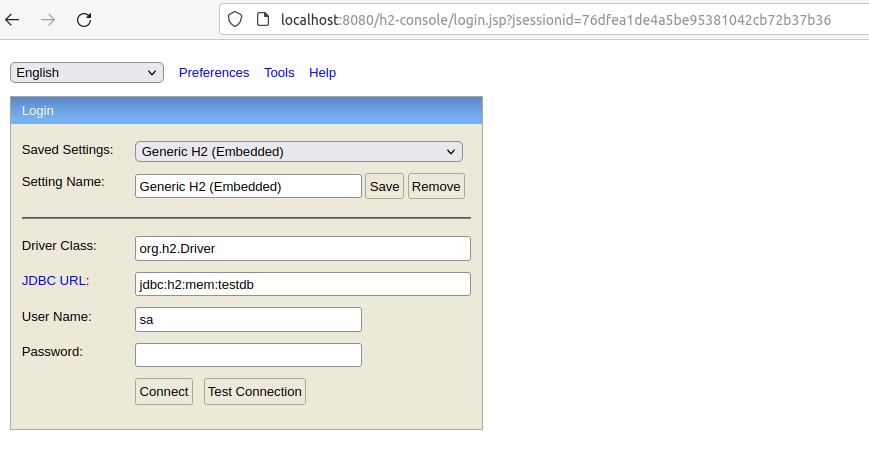 localhost:8080/h2-console/login.jsp?jsessionid=76dfea1de4a5be95381042cb72b37b36
English Preferences Tools Help
Login
Saved Settings: Generic H2 (Embedded)
Setting Name: Generic H2 (Embedded) Save Remove
Driver Class: org.h2.Driver
JDBC URL: jdbc:h2:mem:testdb
User Name: sa
Password:
Connect Test Connection